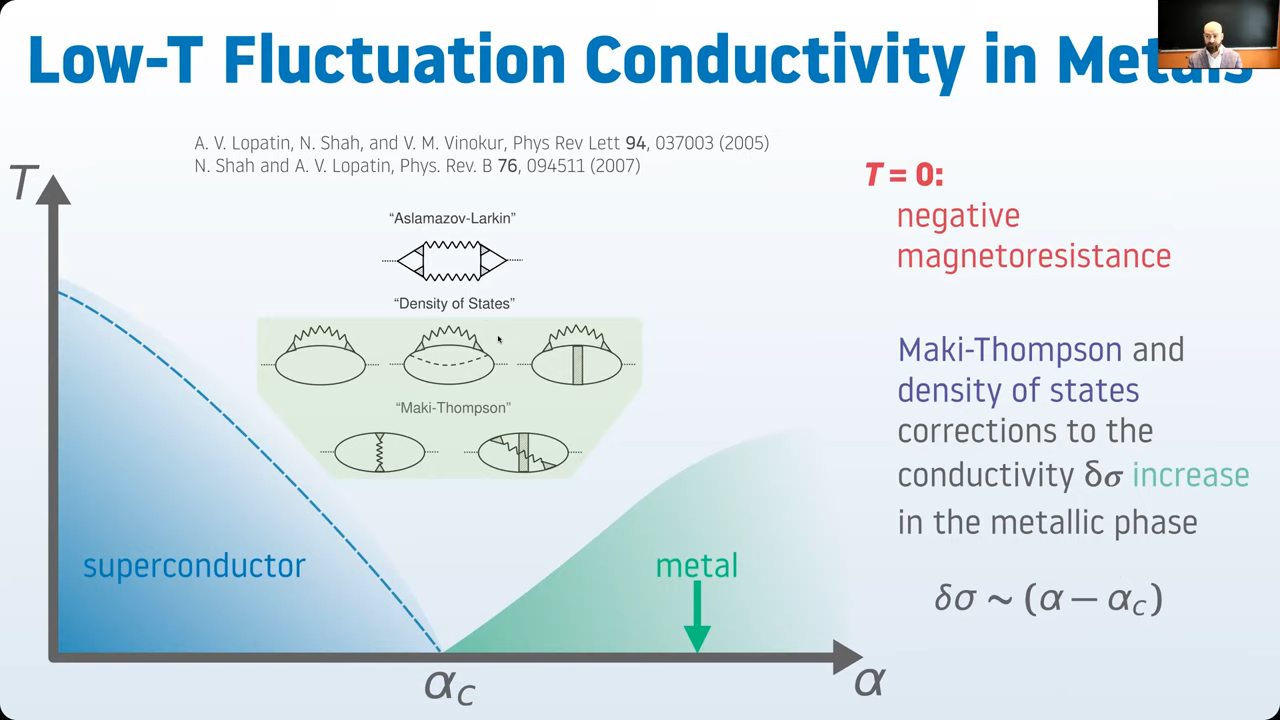 Low-T Fluctuation Conductivity in Metals
A. V. Lopatin, N. Shah, and V. M. Vinokur, Phys Rev Lett 94, 037003 (2005)
N. Shah and A. V. Lopatin, Phys. Rev. B 76, 094511 (2007)
T
“Aslamazov-Larkin”
“Density of States”
“Maki-Thompson”
superconductor
metal
α_C
α
T = 0:
negative
magnetoresistance
Maki-Thompson and
density of states
corrections to the
conductivity δσ increase
in the metallic phase
δσ ~ (α − α_C)